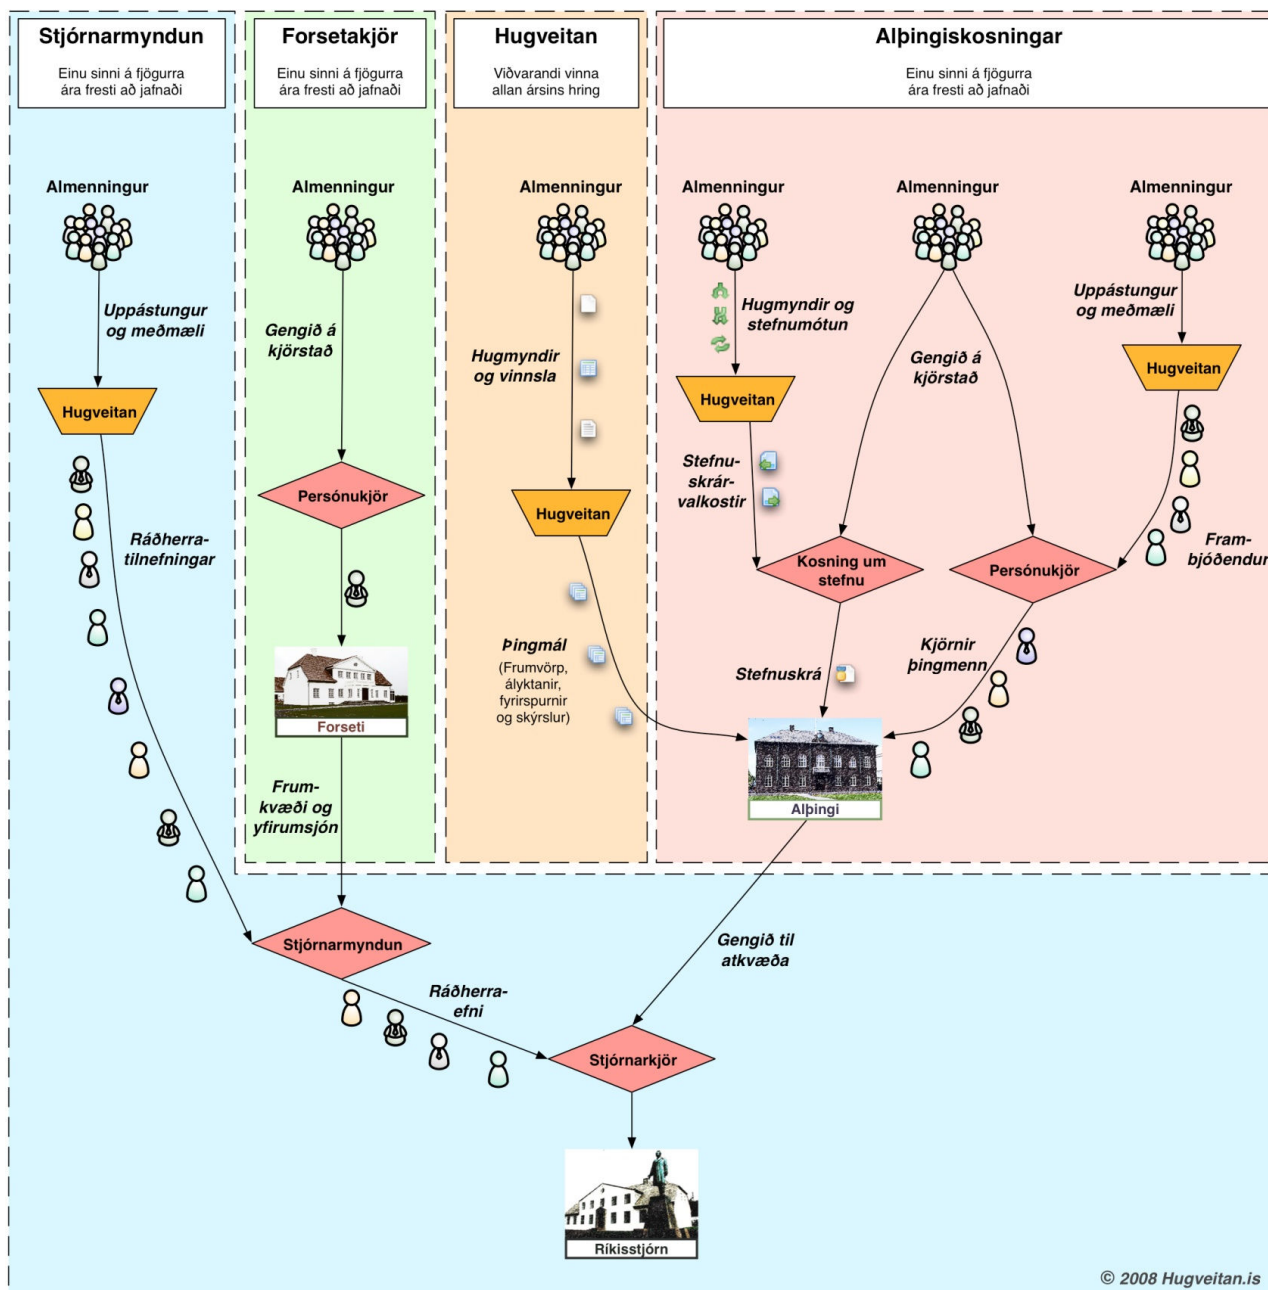 Stjórnarmyndun
Einu sinni á fjögurra
ára fresti að jafnaði
Forsetakjör
Einu sinni á fjögurra
ára fresti að jafnaði
Hugveitan
Viðvarandi vinna
allan ársins hring
Alþingiskosningar
Einu sinni á fjögurra
ára fresti að jafnaði
Almenningur
Almenningur
Almenningur
Almenningur
Almenningur
Almenningur
Uppástungur
og meðmæli
Gengið á
kjörstað
Hugmyndir
og vinnsla
Hugmyndir og
stefnumótun
Gengið á
kjörstað
Uppástungur
og meðmæli
Hugveitan
Hugveitan
Hugveitan
Stefnu-
skrár-
valkostir
Persónukjör
Hugveitan
Ráðherra-
tilnefningar
Kosning um
stefnu
Persónukjör
Fram-
bjóðendur
Þingmál
(Frumvörp,
ályktanir,
fyrirspurnir
og skýrslur)
Stefnuskrá
Kjörnir
þingmenn
Forseti
Alþingi
Frum-
kvæði og
yfirumsjón
Stjórnarmyndun
Gengið til
atkvæða
Ráðherra-
efni
Stjórnarkjör
Ríkisstjórn
© 2008 Hugveitan.is